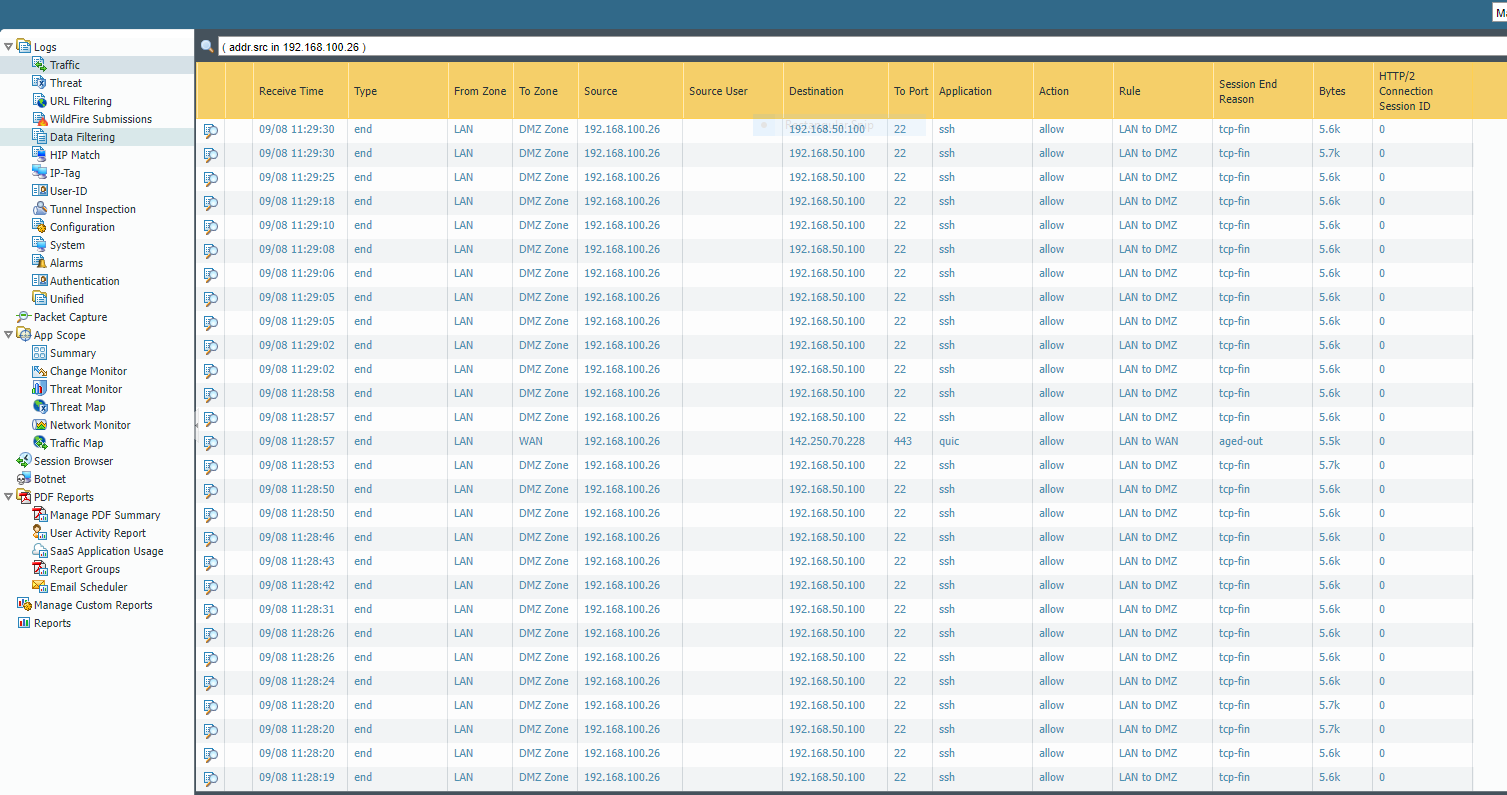 Ma
Logs
Traffic
Threat
URL Filtering
WildFire Submissions
Data Filtering
HIP Match
IP-Tag
User-ID
Tunnel Inspection
Configuration
System
Alarms
Authentication
Unified
Packet Capture
App Scope
Summary
Change Monitor
Threat Monitor
Threat Map
Network Monitor
Traffic Map
Session Browser
Botnet
PDF Reports
Manage PDF Summary
User Activity Report
SaaS Application Usage
Report Groups
Email Scheduler
Manage Custom Reports
Reports
( addr.src in 192.168.100.26 )
Receive Time Type From Zone To Zone Source Source User Destination To Port Application Action Rule Session End Reason Bytes HTTP/2 Connection Session ID
09/08 11:29:30 end LAN DMZ Zone 192.168.100.26 192.168.50.100 22 ssh allow LAN to DMZ tcp-fin 5.6k 0
09/08 11:29:30 end LAN DMZ Zone 192.168.100.26 192.168.50.100 22 ssh allow LAN to DMZ tcp-fin 5.7k 0
09/08 11:29:25 end LAN DMZ Zone 192.168.100.26 192.168.50.100 22 ssh allow LAN to DMZ tcp-fin 5.6k 0
09/08 11:29:18 end LAN DMZ Zone 192.168.100.26 192.168.50.100 22 ssh allow LAN to DMZ tcp-fin 5.6k 0
09/08 11:29:10 end LAN DMZ Zone 192.168.100.26 192.168.50.100 22 ssh allow LAN to DMZ tcp-fin 5.6k 0
09/08 11:29:08 end LAN DMZ Zone 192.168.100.26 192.168.50.100 22 ssh allow LAN to DMZ tcp-fin 5.6k 0
09/08 11:29:06 end LAN DMZ Zone 192.168.100.26 192.168.50.100 22 ssh allow LAN to DMZ tcp-fin 5.6k 0
09/08 11:29:05 end LAN DMZ Zone 192.168.100.26 192.168.50.100 22 ssh allow LAN to DMZ tcp-fin 5.6k 0
09/08 11:29:05 end LAN DMZ Zone 192.168.100.26 192.168.50.100 22 ssh allow LAN to DMZ tcp-fin 5.6k 0
09/08 11:29:02 end LAN DMZ Zone 192.168.100.26 192.168.50.100 22 ssh allow LAN to DMZ tcp-fin 5.6k 0
09/08 11:29:02 end LAN DMZ Zone 192.168.100.26 192.168.50.100 22 ssh allow LAN to DMZ tcp-fin 5.6k 0
09/08 11:28:58 end LAN DMZ Zone 192.168.100.26 192.168.50.100 22 ssh allow LAN to DMZ tcp-fin 5.6k 0
09/08 11:28:57 end LAN DMZ Zone 192.168.100.26 192.168.50.100 22 ssh allow LAN to DMZ tcp-fin 5.6k 0
09/08 11:28:57 end LAN WAN 192.168.100.26 142.250.70.228 443 quic allow LAN to WAN aged-out 5.5k 0
09/08 11:28:53 end LAN DMZ Zone 192.168.100.26 192.168.50.100 22 ssh allow LAN to DMZ tcp-fin 5.7k 0
09/08 11:28:50 end LAN DMZ Zone 192.168.100.26 192.168.50.100 22 ssh allow LAN to DMZ tcp-fin 5.6k 0
09/08 11:28:50 end LAN DMZ Zone 192.168.100.26 192.168.50.100 22 ssh allow LAN to DMZ tcp-fin 5.6k 0
09/08 11:28:46 end LAN DMZ Zone 192.168.100.26 192.168.50.100 22 ssh allow LAN to DMZ tcp-fin 5.6k 0
09/08 11:28:43 end LAN DMZ Zone 192.168.100.26 192.168.50.100 22 ssh allow LAN to DMZ tcp-fin 5.6k 0
09/08 11:28:42 end LAN DMZ Zone 192.168.100.26 192.168.50.100 22 ssh allow LAN to DMZ tcp-fin 5.6k 0
09/08 11:28:31 end LAN DMZ Zone 192.168.100.26 192.168.50.100 22 ssh allow LAN to DMZ tcp-fin 5.6k 0
09/08 11:28:26 end LAN DMZ Zone 192.168.100.26 192.168.50.100 22 ssh allow LAN to DMZ tcp-fin 5.6k 0
09/08 11:28:26 end LAN DMZ Zone 192.168.100.26 192.168.50.100 22 ssh allow LAN to DMZ tcp-fin 5.6k 0
09/08 11:28:24 end LAN DMZ Zone 192.168.100.26 192.168.50.100 22 ssh allow LAN to DMZ tcp-fin 5.6k 0
09/08 11:28:20 end LAN DMZ Zone 192.168.100.26 192.168.50.100 22 ssh allow LAN to DMZ tcp-fin 5.7k 0
09/08 11:28:20 end LAN DMZ Zone 192.168.100.26 192.168.50.100 22 ssh allow LAN to DMZ tcp-fin 5.7k 0
09/08 11:28:20 end LAN DMZ Zone 192.168.100.26 192.168.50.100 22 ssh allow LAN to DMZ tcp-fin 5.6k 0
09/08 11:28:19 end LAN DMZ Zone 192.168.100.26 192.168.50.100 22 ssh allow LAN to DMZ tcp-fin 5.6k 0